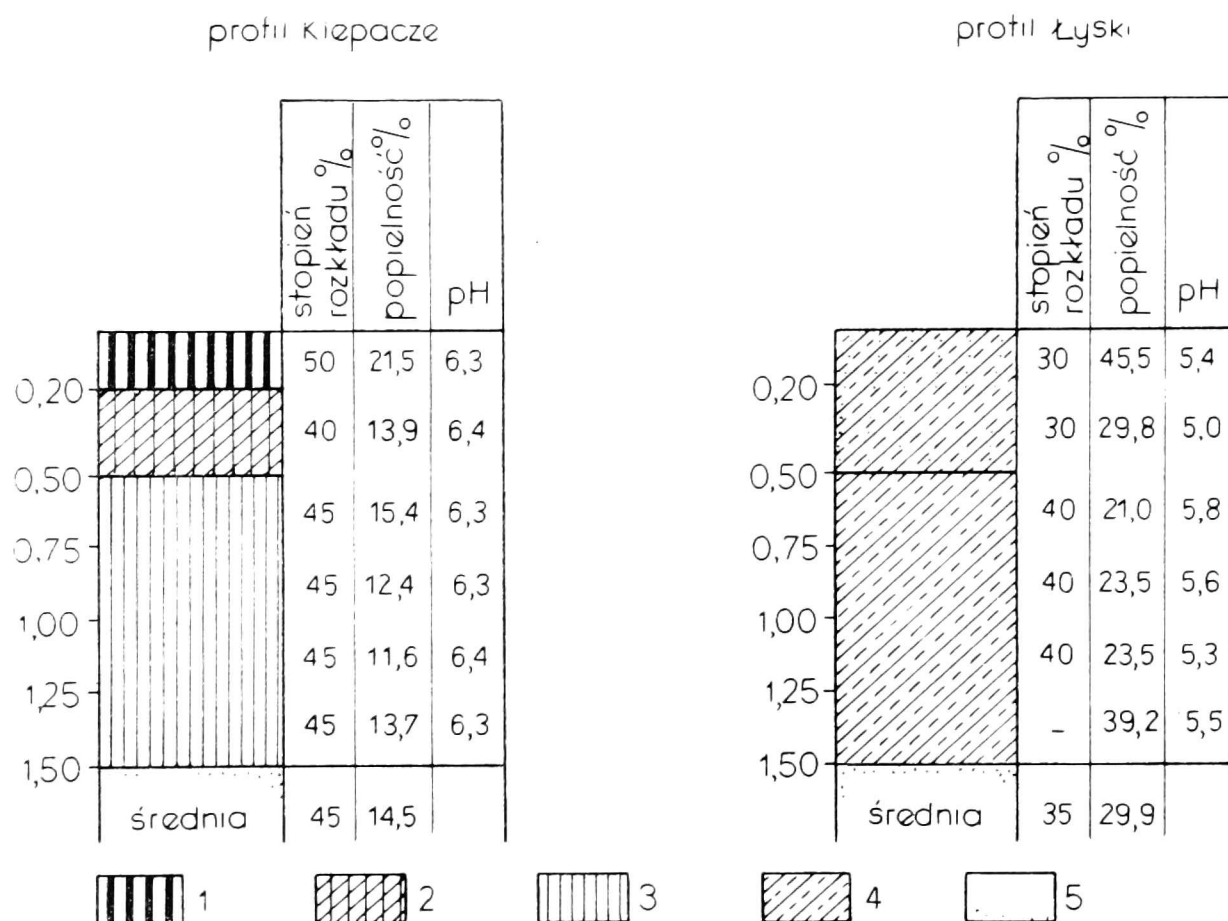 profil Klepacze
profil Łyski
stopień rozkładu %
popielność %
pH
stopień rozkładu %
popielność %
pH
50 21,5 6,3
0,20
40 13,9 6,4
0,50
45 15,4 6,3
0,75
45 12,4 6,3
1,00
45 11,6 6,4
1,25
45 13,7 6,3
1,50
średnia 45 14,5
30 45,5 5,4
0,20
30 29,8 5,0
0,50
40 21,0 5,8
0,75
40 23,5 5,6
1,00
40 23,5 5,3
1,25
– 39,2 5,5
1,50
średnia 35 29,9
1 2 3 4 5